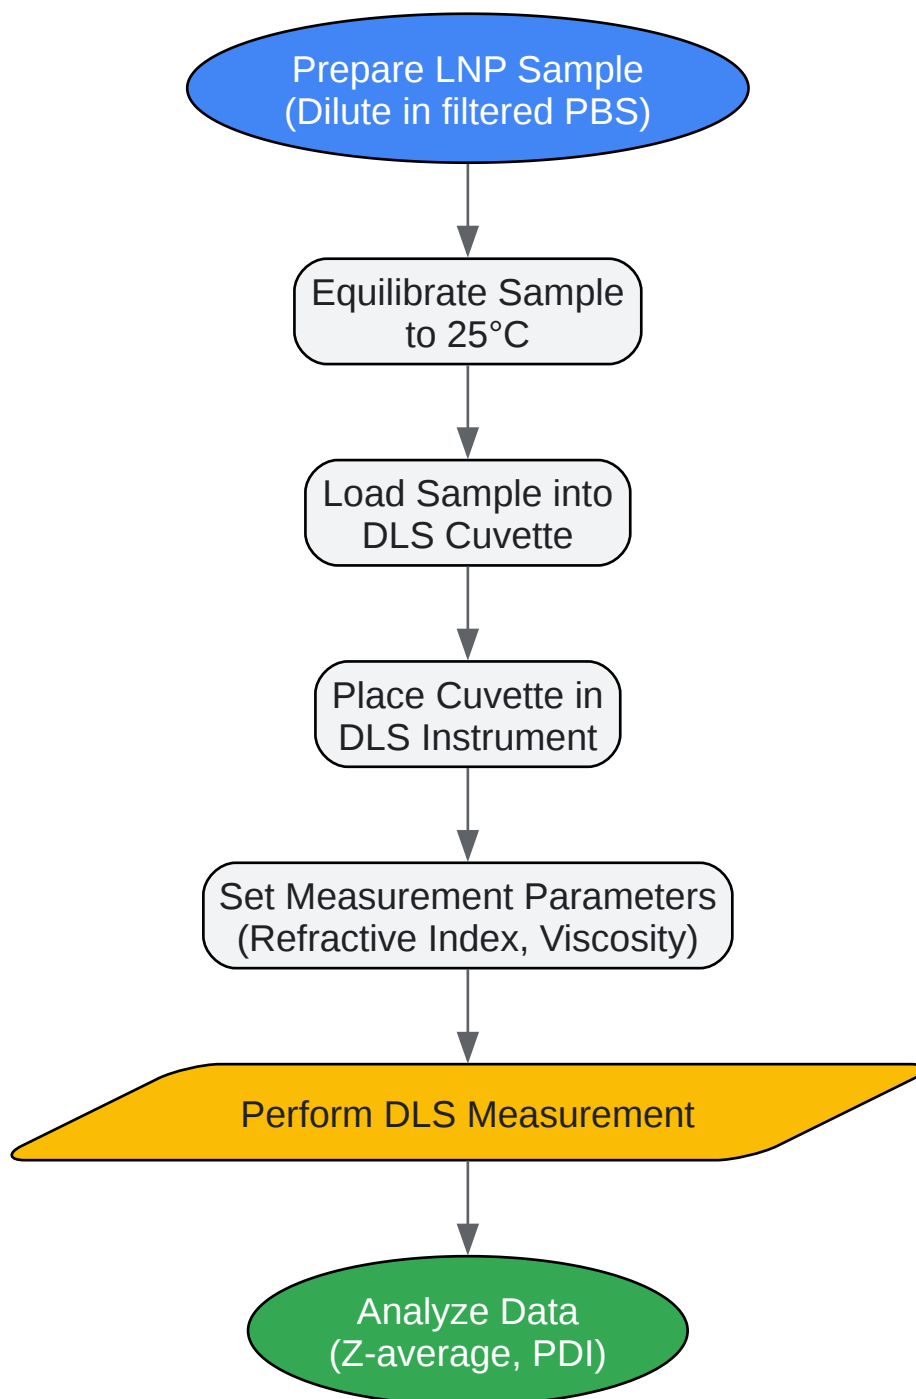 Prepare LNP Sample
(Dilute in filtered PBS)
Equilibrate Sample
to 25°C
Load Sample into
DLS Cuvette
Place Cuvette in
DLS Instrument
Set Measurement Parameters
(Refractive Index, Viscosity)
Perform DLS Measurement
Analyze Data
(Z-average, PDI)